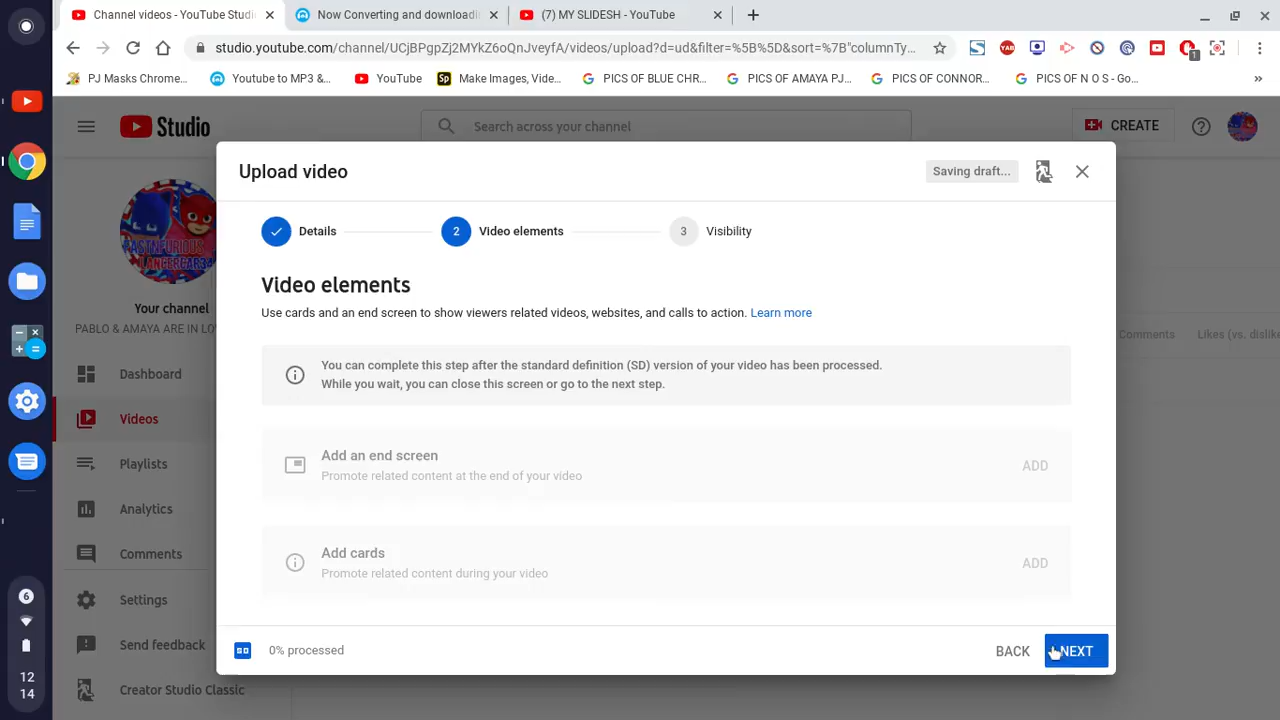 Channel videos - YouTube Studi
Now Converting and downloadi
(7) MY SLIDESH - YouTube
studio.youtube.com/channel/UCjBPgpZj2MYkZ6oQnJveyfA/videos/upload?d=ud&filter=%5B%5D&sort=%7B"columnTy...
PJ Masks Chrome...
Youtube to MP3 &...
YouTube
Make Images, Vide...
PICS OF BLUE CHR...
PICS OF AMAYA PJ...
PICS OF CONNOR...
PICS OF N O S - Go...
»
Studio
Search across your channel
CREATE
Upload video
Saving draft...
Details
2
Video elements
3
Visibility
Video elements
Use cards and an end screen to show viewers related videos, websites, and calls to action. Learn more
You can complete this step after the standard definition (SD) version of your video has been processed.
While you wait, you can close this screen or go to the next step.
Add an end screen
Promote related content at the end of your video
ADD
Add cards
Promote related content during your video
ADD
SD
0% processed
BACK
NEXT
Your channel
PABLO & AMAYA ARE IN LO
Dashboard
Videos
Playlists
Analytics
Comments
Settings
Send feedback
Creator Studio Classic
Comments
Likes (vs. dislike
6
12
14